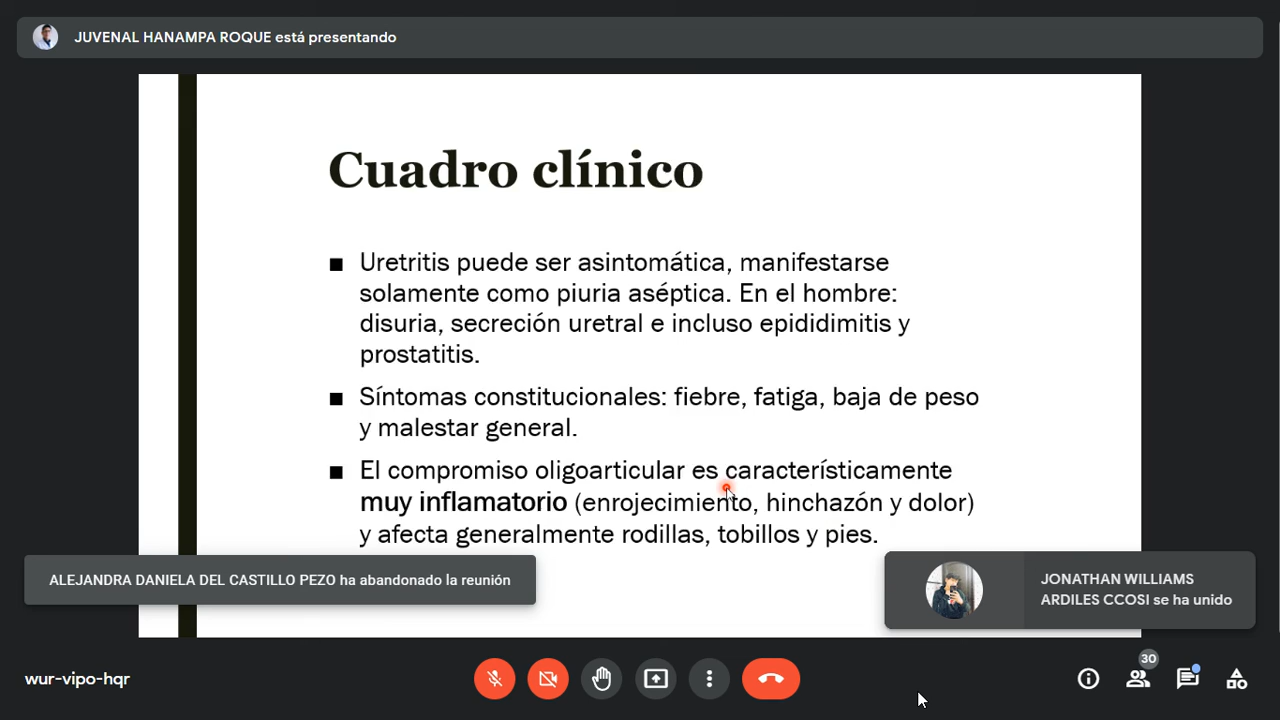 JUVENAL HANAMPA ROQUE está presentando
Cuadro clínico
■ Uretritis puede ser asintomática, manifestarse
solamente como piuria aséptica. En el hombre:
disuria, secreción uretral e incluso epididimitis y
prostatitis.
■ Síntomas constitucionales: fiebre, fatiga, baja de peso
y malestar general.
■ El compromiso oligoarticular es característicamente
muy inflamatorio (enrojecimiento, hinchazón y dolor)
y afecta generalmente rodillas, tobillos y pies.
ALEJANDRA DANIELA DEL CASTILLO PEZO ha abandonado la reunión
JONATHAN WILLIAMS
ARDILES CCOSI se ha unido
wur-vipo-hqr
30